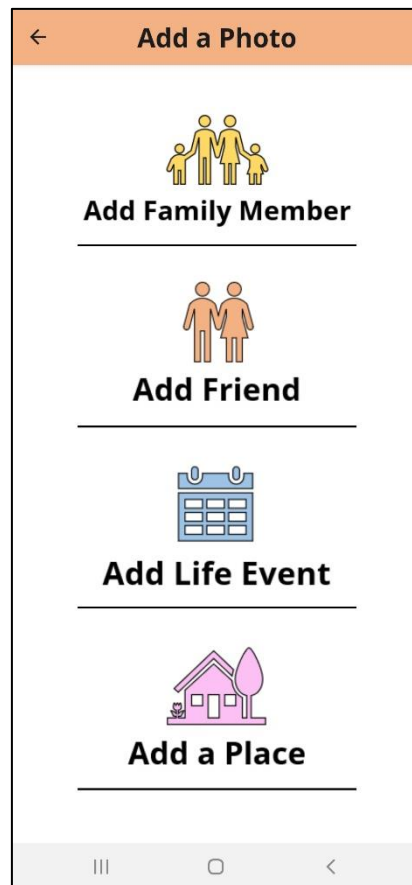 Add a Photo
Add Family Member
Add Friend
Add Life Event
Add a Place